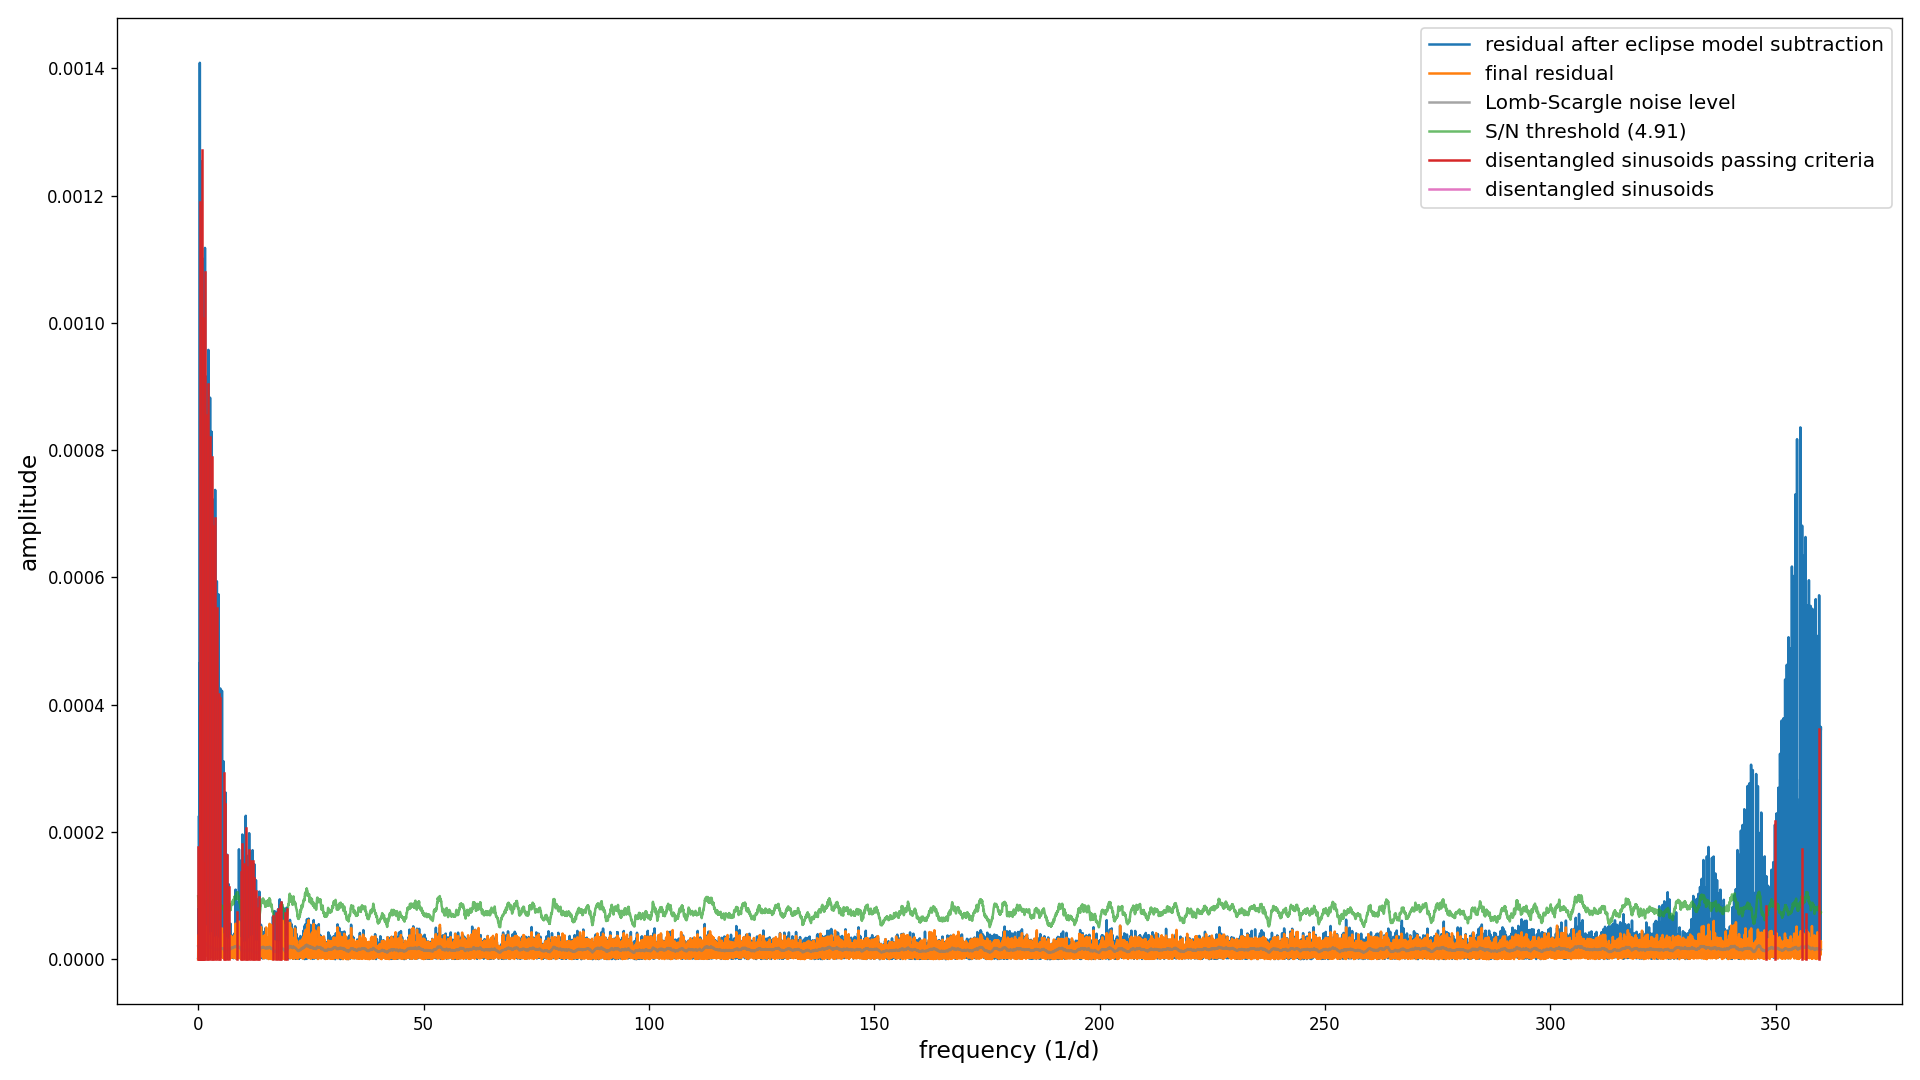 residual after eclipse model subtraction
final residual
Lomb-Scargle noise level
S/N threshold (4.91)
disentangled sinusoids passing criteria
disentangled sinusoids
0.0014
0.0012
0.0010
0.0008
0.0006
0.0004
0.0002
0.0000
amplitude
0
50
100
150
200
250
300
350
frequency (1/d)